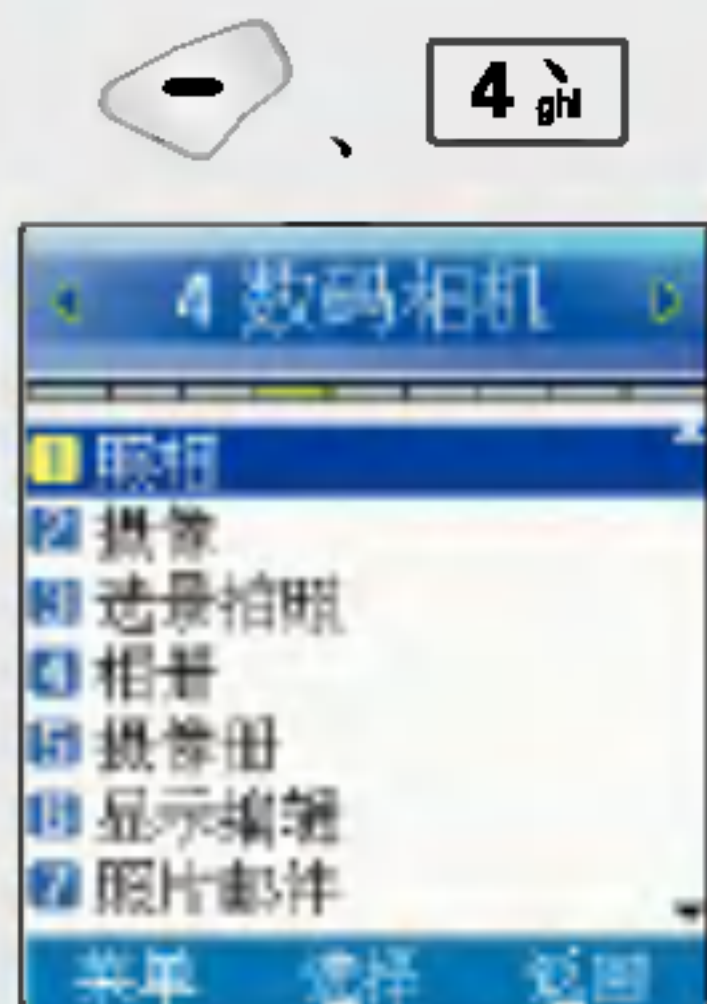 、 4 、 ghi
4 数码相机
1 照相
2 摄像
3 选景拍照
4 相册
5 摄像册
6 显示编辑
7 照片邮件
菜单 选择 返回